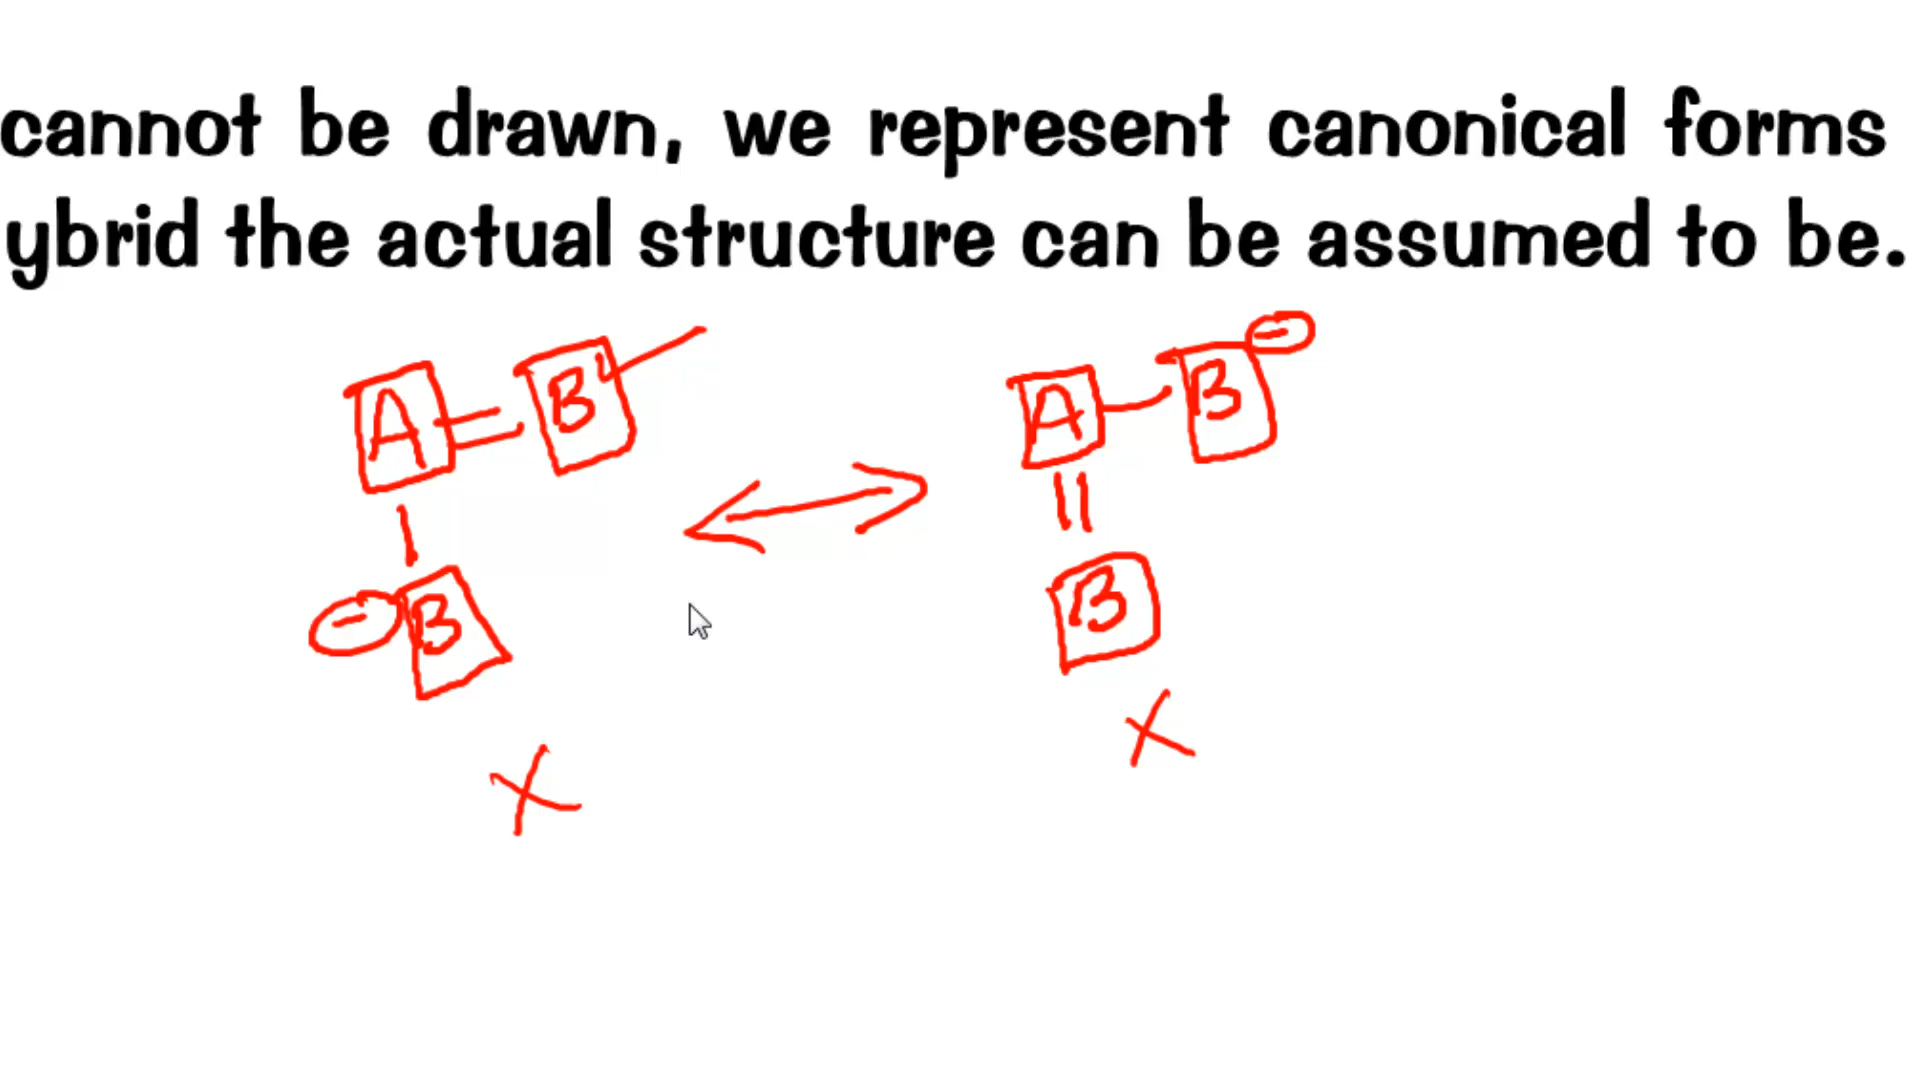 cannot be drawn, we represent canonical forms
ybrid the actual structure can be assumed to be.
A = B
A - B -
B -
B
X
X